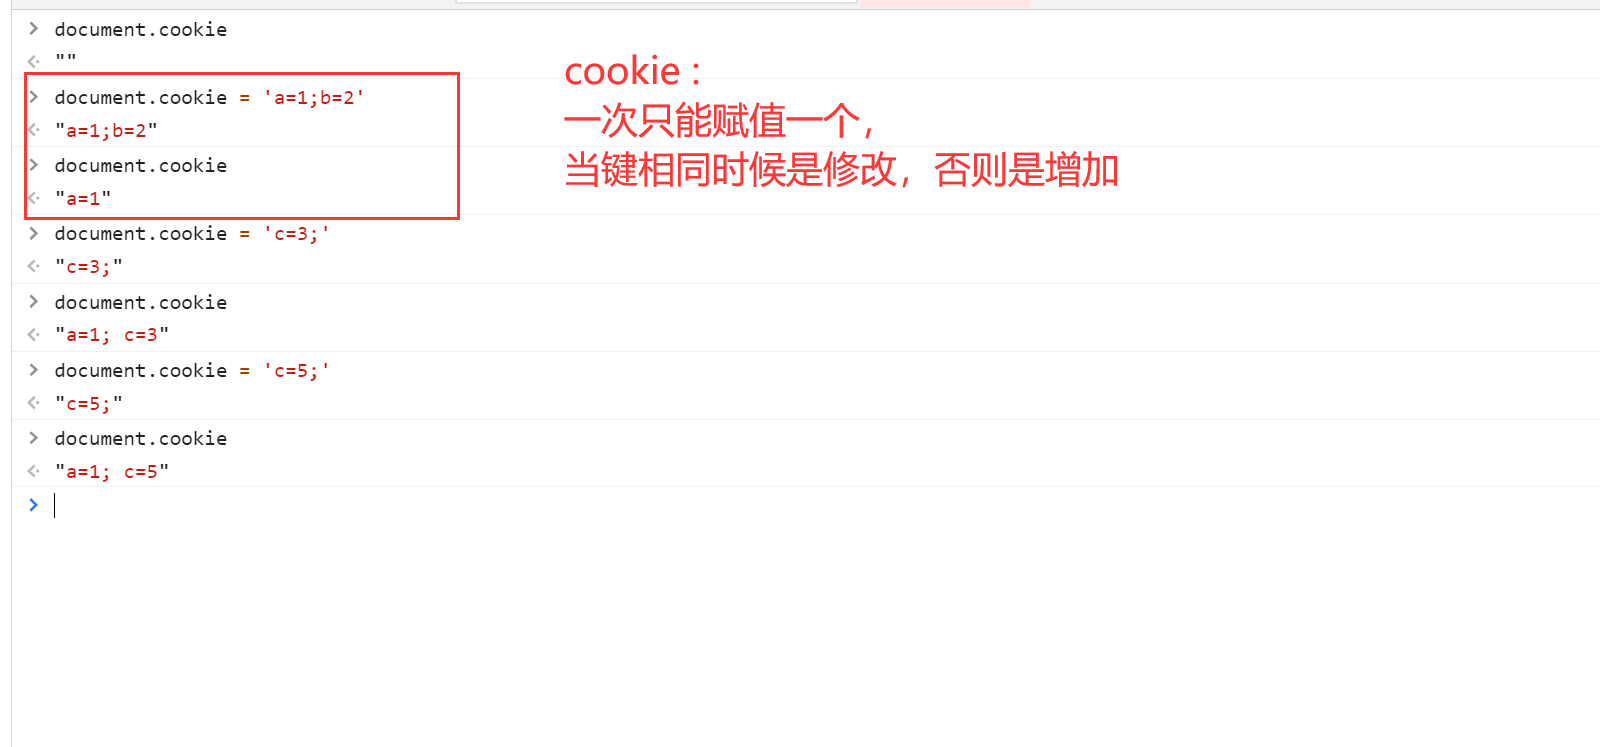 document.cookie
""
document.cookie = 'a=1;b=2'
"a=1;b=2"
document.cookie
"a=1"
document.cookie = 'c=3;'
"c=3;"
document.cookie
"a=1; c=3"
document.cookie = 'c=5;'
"c=5;"
document.cookie
"a=1; c=5"
cookie：
一次只能赋值一个，
当键相同时候是修改，否则是增加